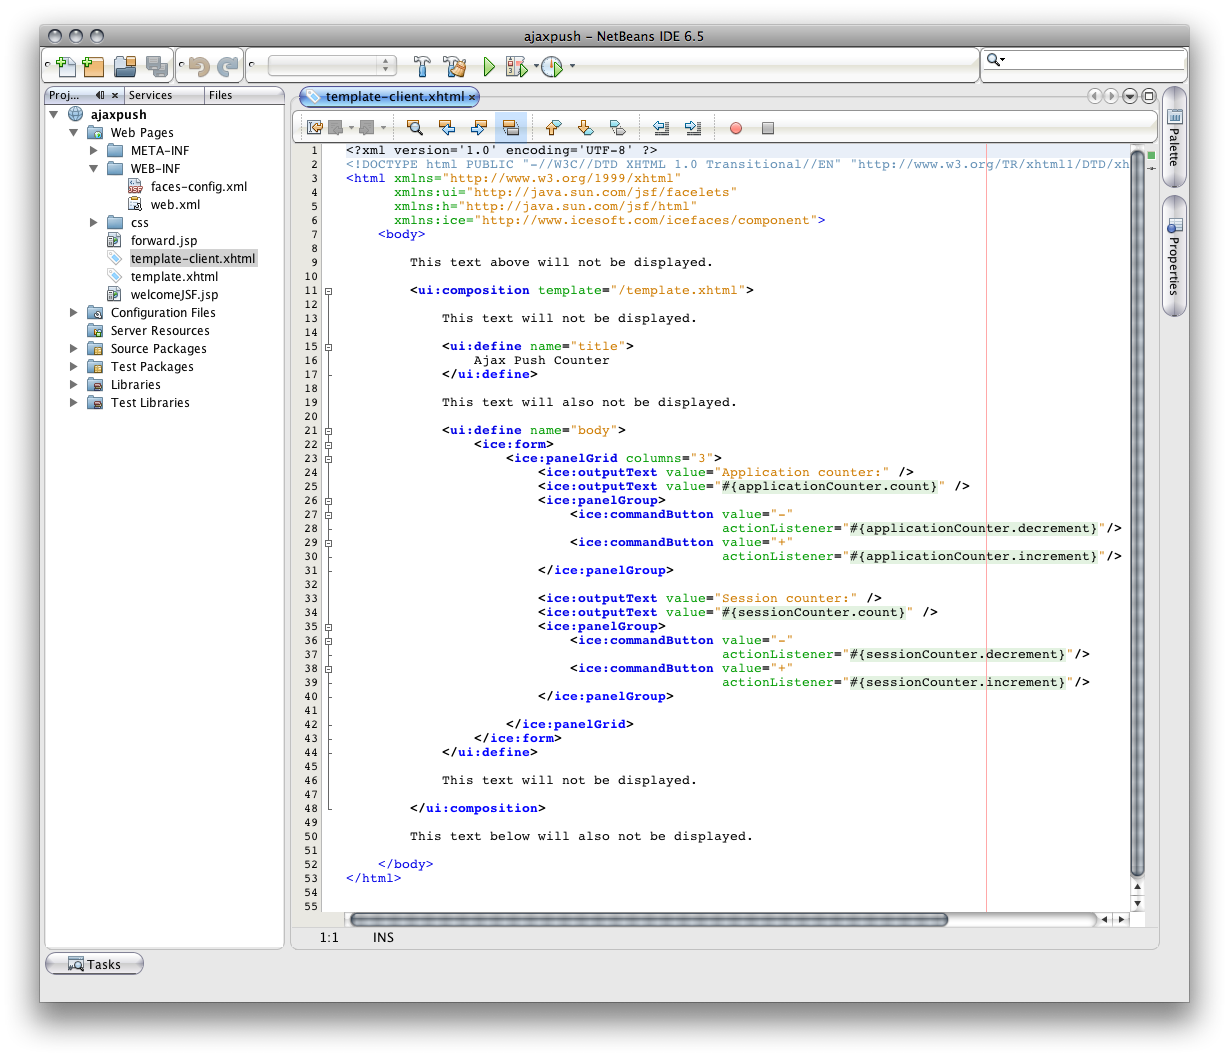 ajaxpush – NetBeans IDE 6.5
Proj... Services Files
template-client.xhtml
ajaxpush
Web Pages
META-INF
WEB-INF
faces-config.xml
web.xml
css
forward.jsp
template-client.xhtml
template.xhtml
welcomeJSF.jsp
Configuration Files
Server Resources
Source Packages
Test Packages
Libraries
Test Libraries
1 <?xml version='1.0' encoding='UTF-8' ?>
2 <!DOCTYPE html PUBLIC "-//W3C//DTD XHTML 1.0 Transitional//EN" "http://www.w3.org/TR/xhtml1/DTD/xh
3 <html xmlns="http://www.w3.org/1999/xhtml"
4 xmlns:ui="http://java.sun.com/jsf/facelets"
5 xmlns:h="http://java.sun.com/jsf/html"
6 xmlns:ice="http://www.icesoft.com/icefaces/component">
7 <body>
8
9 This text above will not be displayed.
10
11 <ui:composition template="/template.xhtml">
12
13 This text will not be displayed.
14
15 <ui:define name="title">
16 Ajax Push Counter
17 </ui:define>
18
19 This text will also not be displayed.
20
21 <ui:define name="body">
22 <ice:form>
23 <ice:panelGrid columns="3">
24 <ice:outputText value="Application counter:" />
25 <ice:outputText value="#{applicationCounter.count}" />
26 <ice:panelGroup>
27 <ice:commandButton value="-"
28 actionListener="#{applicationCounter.decrement}"/>
29 <ice:commandButton value="+"
30 actionListener="#{applicationCounter.increment}"/>
31 </ice:panelGroup>
32
33 <ice:outputText value="Session counter:" />
34 <ice:outputText value="#{sessionCounter.count}" />
35 <ice:panelGroup>
36 <ice:commandButton value="-"
37 actionListener="#{sessionCounter.decrement}"/>
38 <ice:commandButton value="+"
39 actionListener="#{sessionCounter.increment}"/>
40 </ice:panelGroup>
41
42 </ice:panelGrid>
43 </ice:form>
44 </ui:define>
45
46 This text will not be displayed.
47
48 </ui:composition>
49
50 This text below will also not be displayed.
51
52 </body>
53 </html>
54
55
1:1 INS
Palette
Properties
Tasks